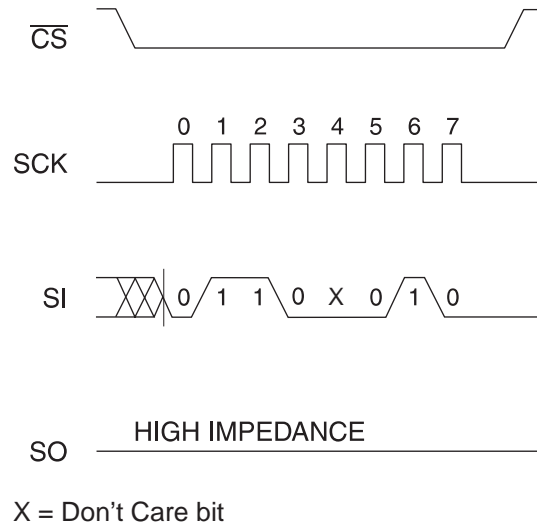 CS
0 1 2 3 4 5 6 7
SCK
SI 0 1 1 0 X 0 1 0
HIGH IMPEDANCE
SO
X = Don't Care bit